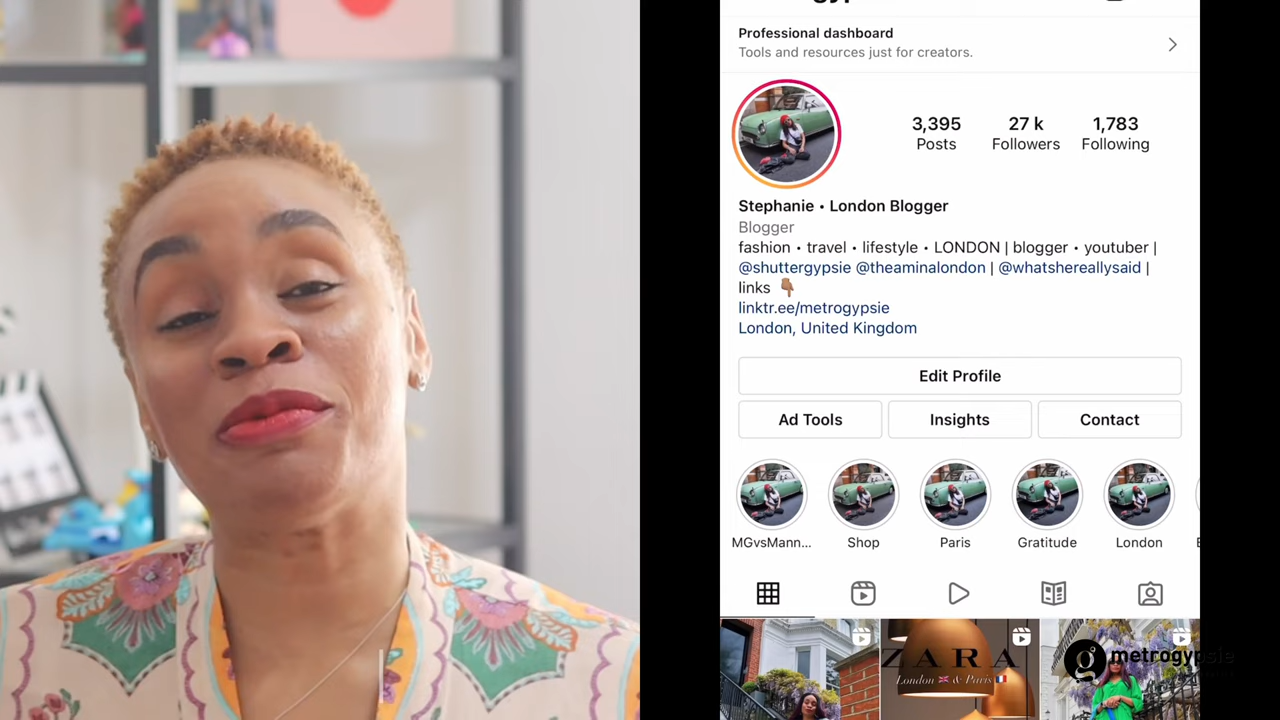 Professional dashboard
Tools and resources just for creators.
3,395
27 k
1,783
Posts
Followers
Following
Stephanie • London Blogger
Blogger
fashion • travel • lifestyle • LONDON | blogger • youtuber |
@shuttergypsie @theaminalondon | @whatshereallysaid |
links 👇🏾
linktr.ee/metrogypsie
London, United Kingdom
Edit Profile
Ad Tools
Insights
Contact
MGvsMann...
Shop
Paris
Gratitude
London
ZARA
London 🇬🇧 & Paris 🇫🇷
metrogypsie